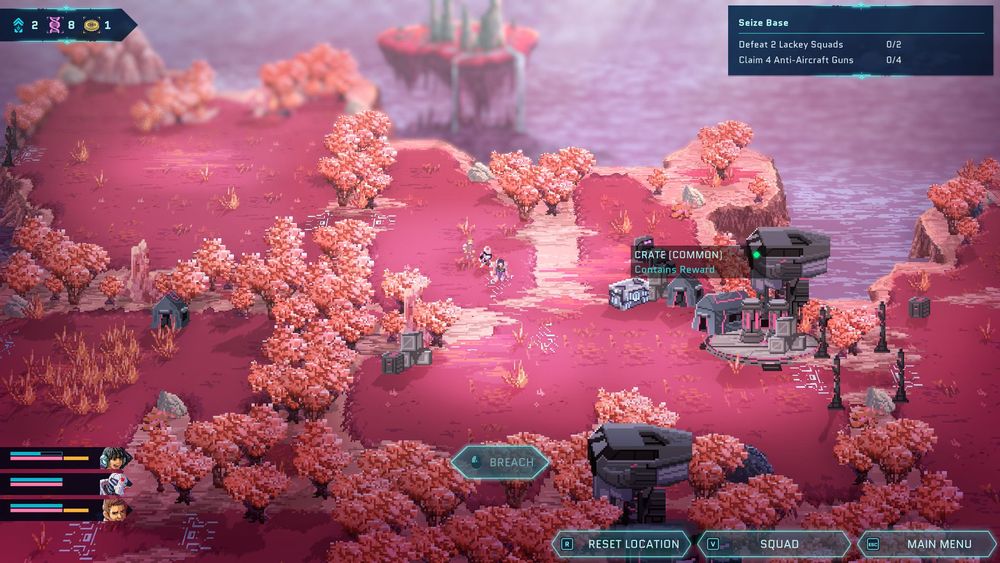 2 8 1
Seize Base
Defeat 2 Lackey Squads 0/2
Claim 4 Anti-Aircraft Guns 0/4
CRATE (COMMON)
Contains Reward
BREACH
R RESET LOCATION
V SQUAD
ESC MAIN MENU